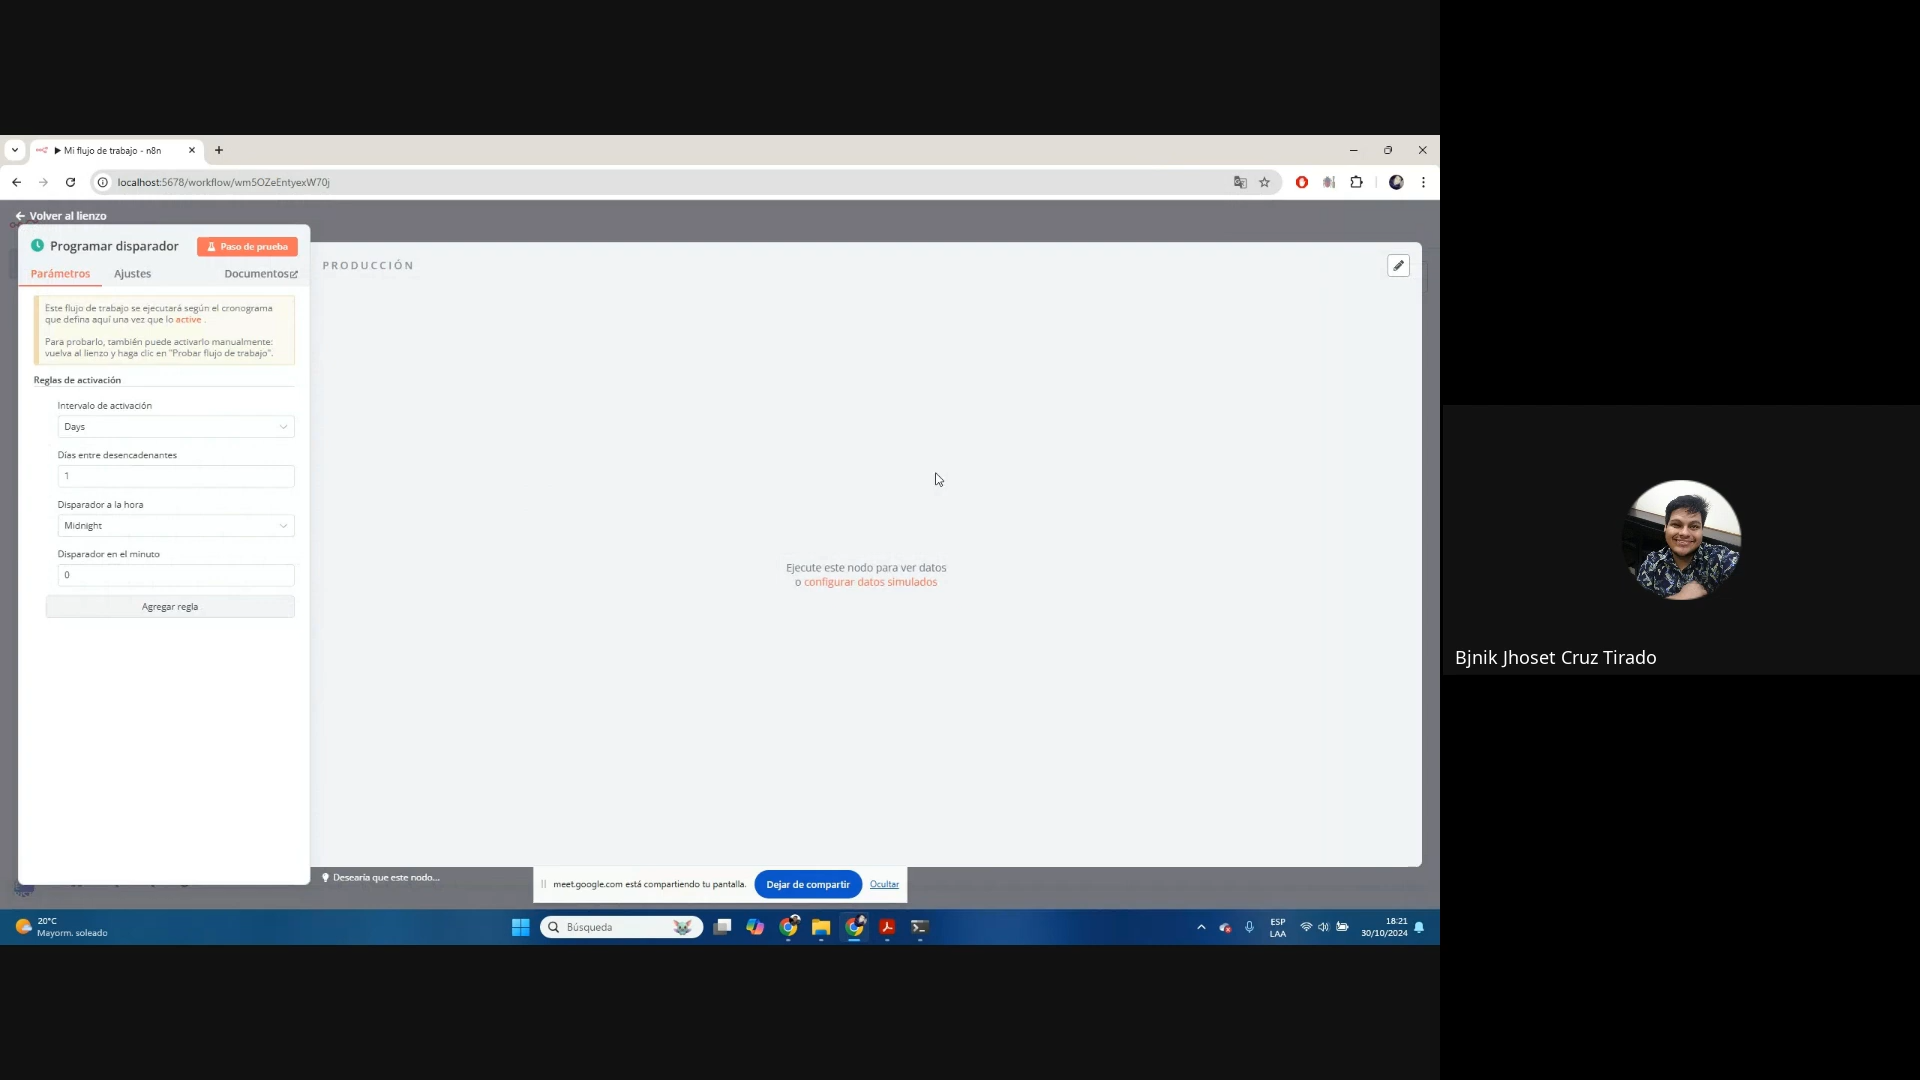 Mi flujo de trabajo - n8n
localhost:5678/workflow/wm5OZeEntyexW70j
Volver al lienzo
Programar disparador
Paso de prueba
Parámetros
Ajustes
Documentos
PRODUCCIÓN
Este flujo de trabajo se ejecutará según el cronograma
que defina aquí una vez que lo active .
Para probarlo, también puede activarlo manualmente:
vuelva al lienzo y haga clic en "Probar flujo de trabajo".
Reglas de activación
Intervalo de activación
Days
Días entre desencadenantes
1
Disparador a la hora
Midnight
Disparador en el minuto
0
Agregar regla
Ejecute este nodo para ver datos
o configurar datos simulados
Desearía que este nodo...
meet.google.com está compartiendo tu pantalla.
Dejar de compartir
Ocultar
Bjnik Jhoset Cruz Tirado
20°C
Mayorm. soleado
Búsqueda
ESP
LAA
18:21
30/10/2024